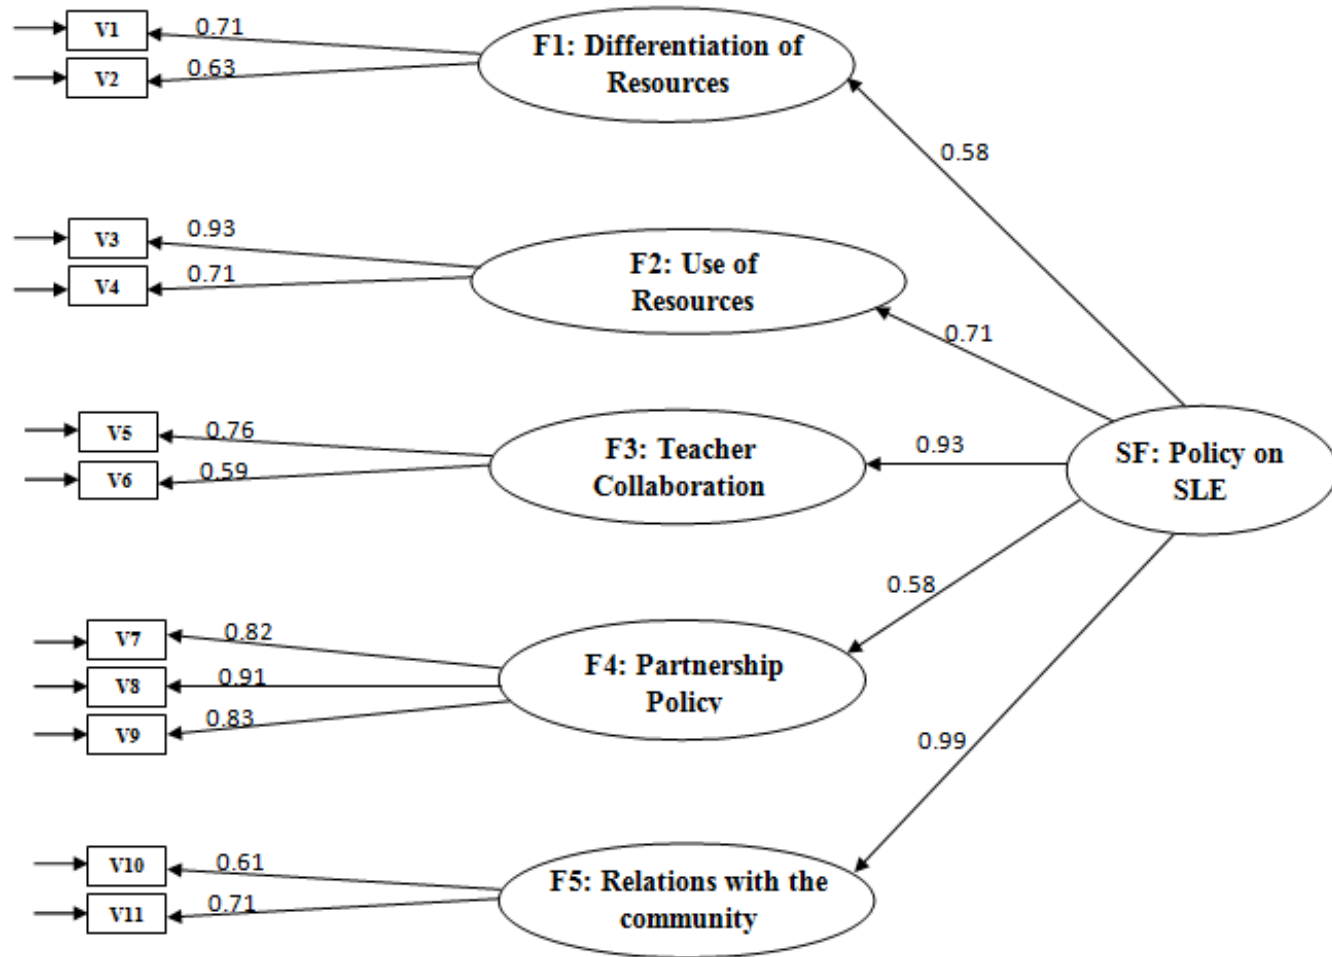 V1
0.71
V2
0.63
F1: Differentiation of
Resources
0.58
V3
0.93
V4
0.71
F2: Use of
Resources
0.71
V5
0.76
V6
0.59
F3: Teacher
Collaboration
0.93
SF: Policy on
SLE
V7
0.82
V8
0.91
V9
0.83
F4: Partnership
Policy
0.58
0.99
V10
0.61
V11
0.71
F5: Relations with the
community